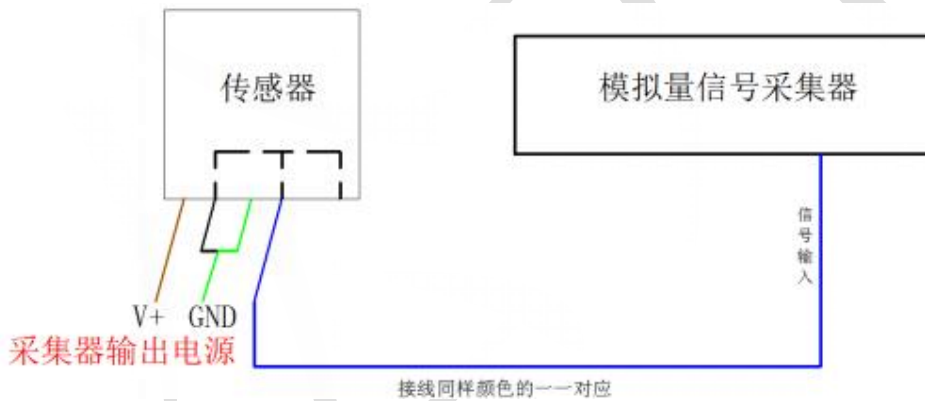 传感器
模拟量信号采集器
信号输入
V+ GND
采集器输出电源
接线同样颜色的一一对应